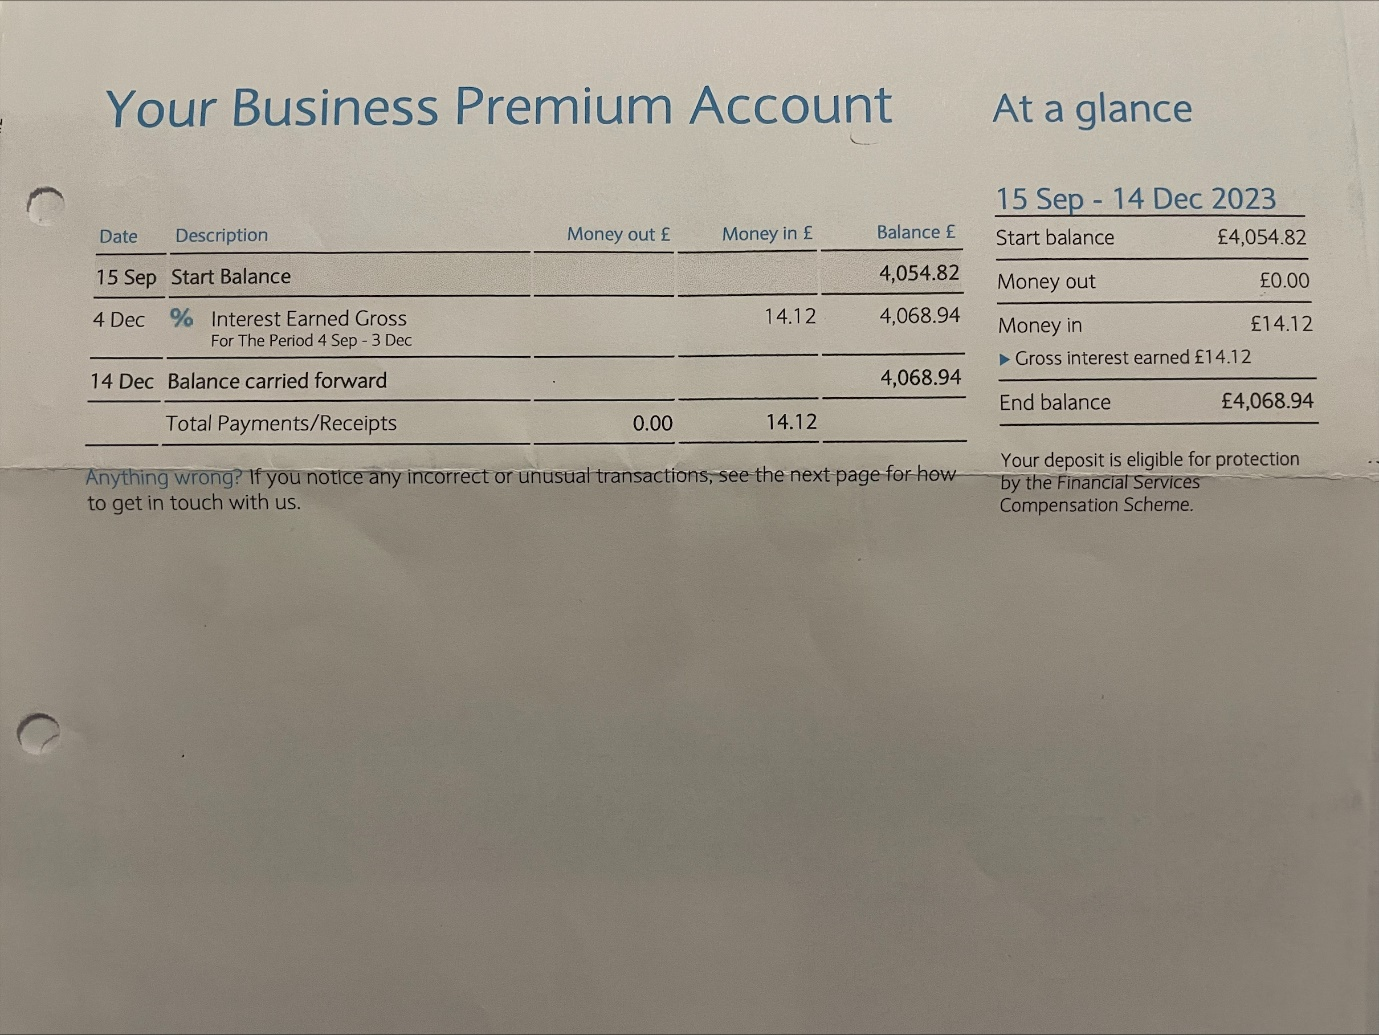 Your Business Premium Account
Date Description Money out £ Money in £ Balance £
15 Sep Start Balance 4,054.82
4 Dec % Interest Earned Gross 14.12 4,068.94
For The Period 4 Sep - 3 Dec
14 Dec Balance carried forward 4,068.94
Total Payments/Receipts 0.00 14.12
Anything wrong? If you notice any incorrect or unusual transactions, see the next page for how
to get in touch with us.
At a glance
15 Sep - 14 Dec 2023
Start balance £4,054.82
Money out £0.00
Money in £14.12
▶ Gross interest earned £14.12
End balance £4,068.94
Your deposit is eligible for protection
by the Financial Services
Compensation Scheme.